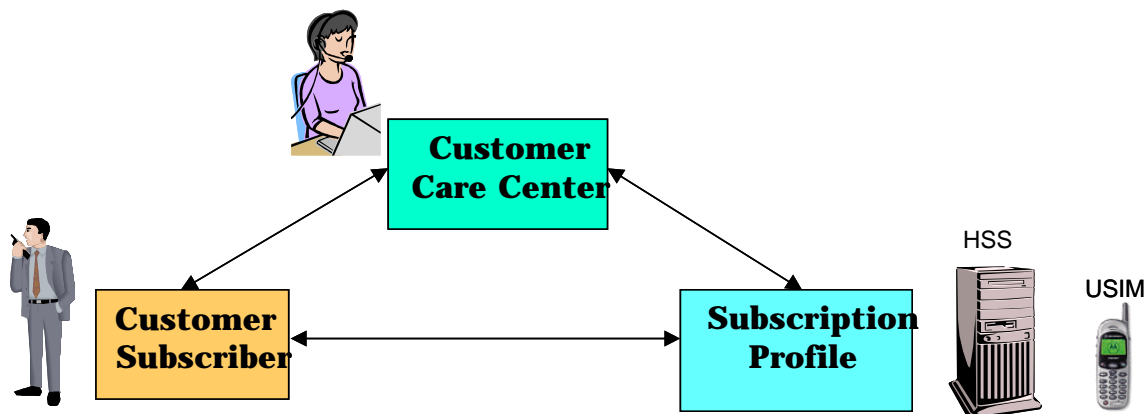 Customer
Care Center
HSS
USIM
Customer
Subscriber
Subscription
Profile